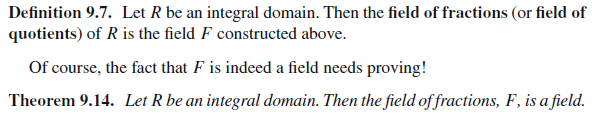 Definition 9.7. Let R be an integral domain. Then the field of fractions (or field of
quotients) of R is the field F constructed above.
Of course, the fact that F is indeed a field needs proving!
Theorem 9.14. Let R be an integral domain. Then the field of fractions, F, is a field.